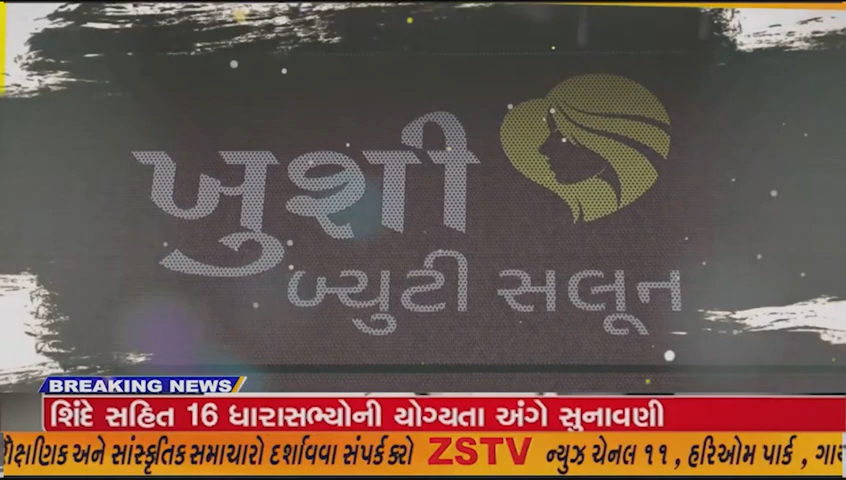 ખુશી
બ્યુટી સલૂન
BREAKING NEWS
શિંદે સહિત 16 ધારાસભ્યોની યોગ્યતા અંગે સુનાવણી
અને સાંસ્કૃતિક સમાચારો દર્શાવવા સંપર્ક કરો ZSTV ન્યુઝ ચેનલ ૧૧ , હરિઓમ પાર્ક ,